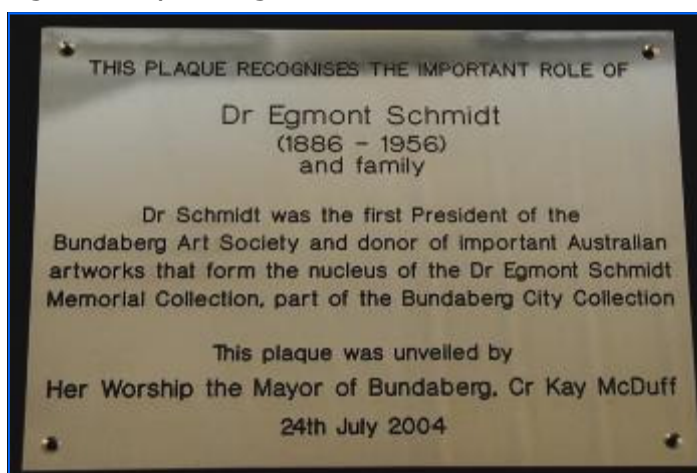 THIS PLAQUE RECOGNISES THE IMPORTANT ROLE OF
Dr Egmont Schmidt
(1886 - 1956)
and family
Dr Schmidt was the first President of the
Bundaberg Art Society and donor of important Australian
artworks that form the nucleus of the Dr Egmont Schmidt
Memorial Collection, part of the Bundaberg City Collection
This plaque was unveiled by
Her Worship the Mayor of Bundaberg, Cr Kay McDuff
24th July 2004